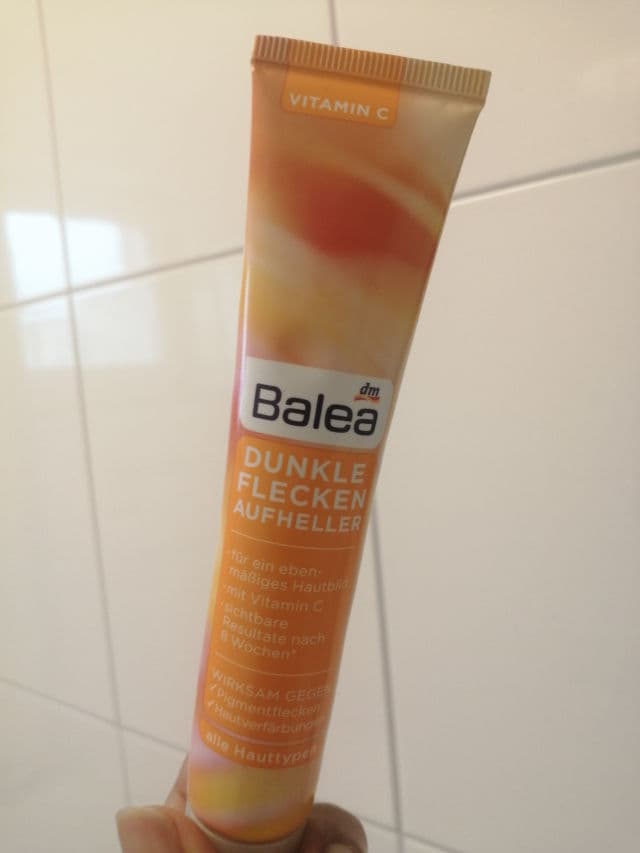 VITAMIN C
dm
Balea
DUNKLE
FLECKEN
AUFHELLER
·für ein eben-
mäßiges Hautbild
·mit Vitamin C
·sichtbare
Resultate nach
8 Wochen*
WIRKSAM GEGEN
✓Pigmentflecken
✓Hautverfärbungen
alle Hauttypen